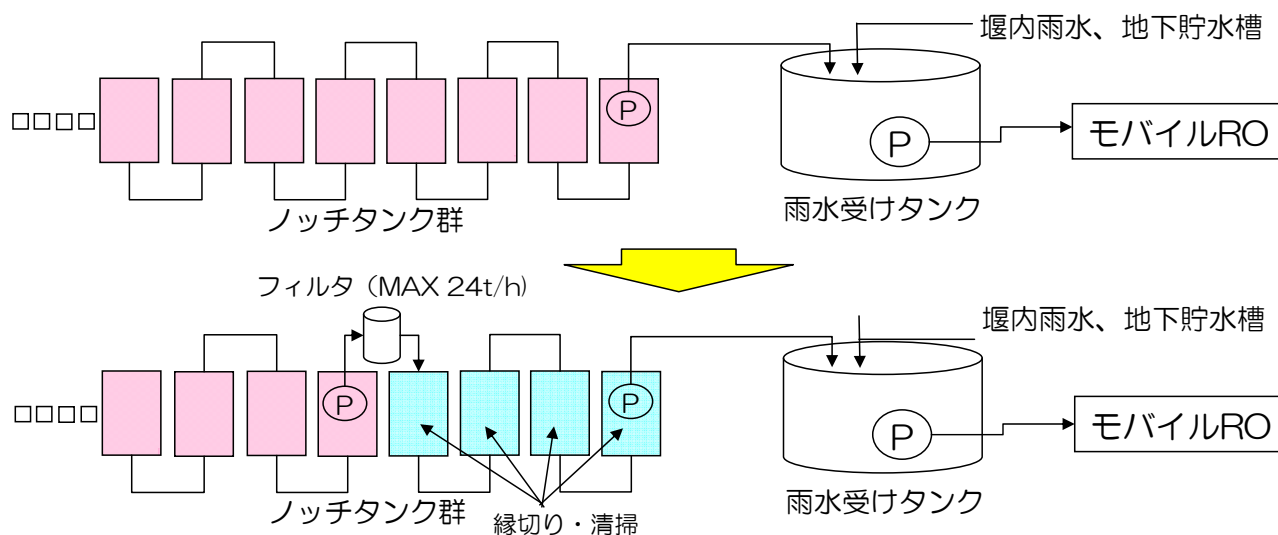 堰内雨水、地下貯水槽
P
P
モバイルRO
ノッチタンク群
雨水受けタンク
フィルタ（MAX 24t/h)
堰内雨水、地下貯水槽
P
P
P
モバイルRO
ノッチタンク群
縁切り・清掃
雨水受けタンク